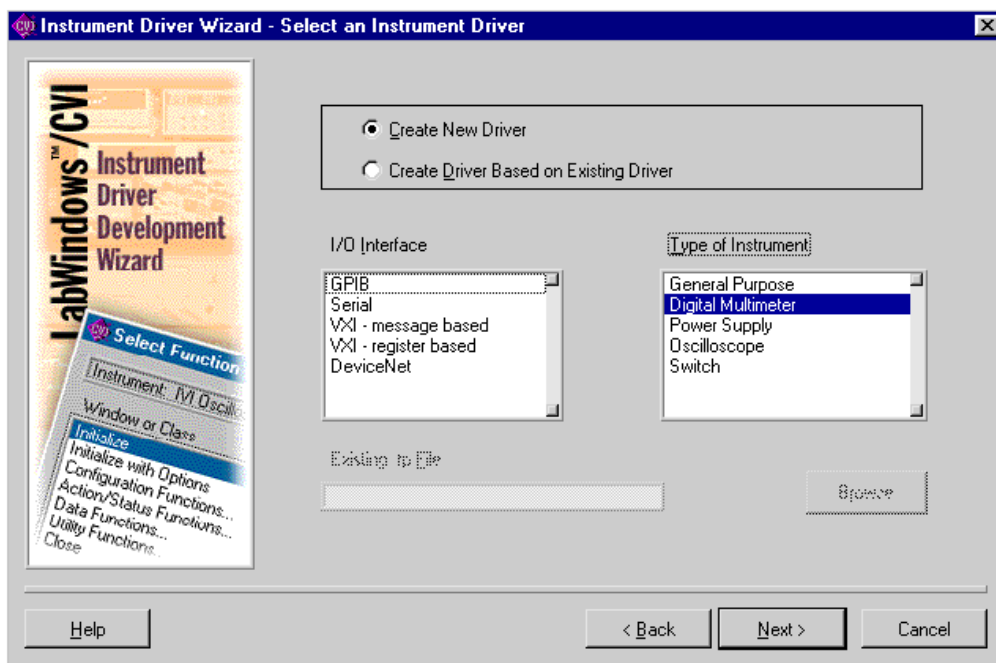 Instrument Driver Wizard - Select an Instrument Driver
LabWindows™/CVI
Instrument
Driver
Development
Wizard
CVI
Select Function
Instrument: IVI Oscillo
Window or Class
Initialize
Initialize with Options
Configuration Functions...
Action/Status Functions...
Data Functions...
Utility Functions...
Close
Create New Driver
Create Driver Based on Existing Driver
I/O Interface
GPIB
Serial
VXI - message based
VXI - register based
DeviceNet
Type of Instrument
General Purpose
Digital Multimeter
Power Supply
Oscilloscope
Switch
Existing .fp File
Browse
Help
< Back
Next >
Cancel